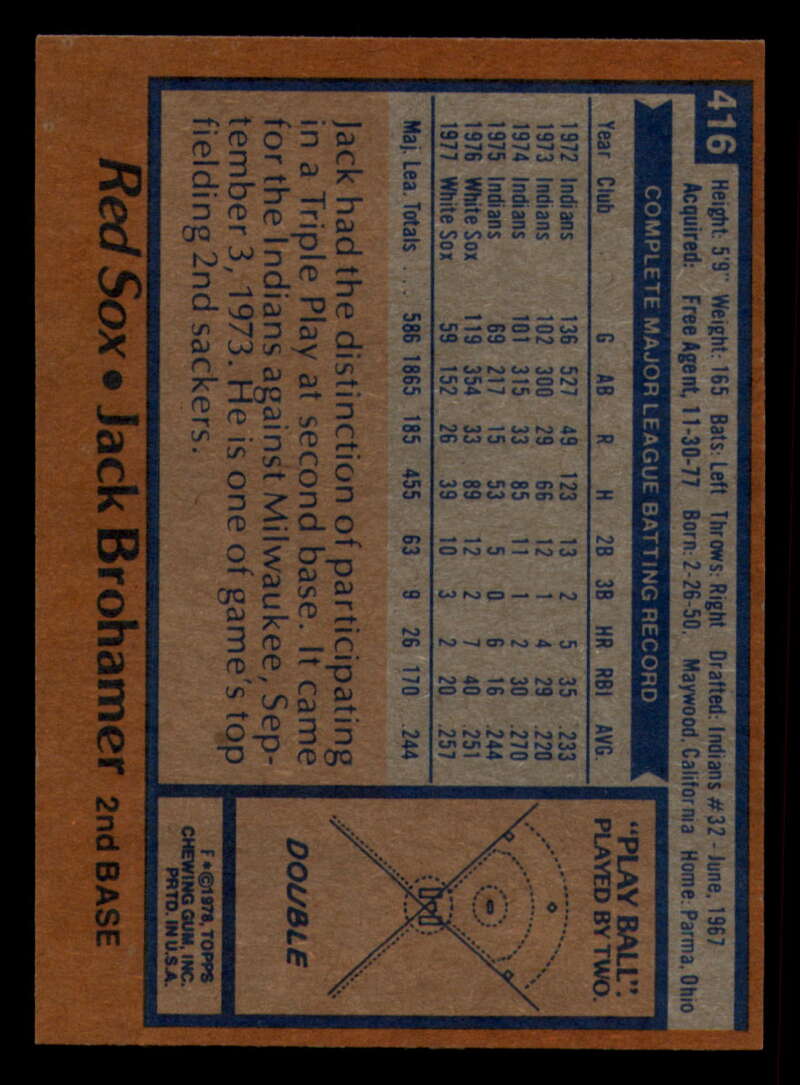 416
Height: 5'9" Weight: 165 Bats: Left Throws: Right Drafted: Indians #32 - June, 1967
Acquired: Free Agent, 11-30-77 Born: 2-26-50, Maywood, California Home: Parma, Ohio
COMPLETE MAJOR LEAGUE BATTING RECORD
Year Club G AB R H 2B 3B HR RBI AVG.
1972 Indians 136 527 49 123 13 2 5 35 .233
1973 Indians 102 300 29 66 12 1 4 29 .220
1974 Indians 101 315 33 85 11 1 2 30 .270
1975 Indians 69 217 15 53 5 0 6 16 .244
1976 White Sox 119 354 33 89 12 2 7 40 .251
1977 White Sox 59 152 26 39 10 3 2 20 .257
Maj. Lea. Totals .... 586 1865 185 455 63 9 26 170 .244
Jack had the distinction of participating
in a Triple Play at second base. It came
for the Indians against Milwaukee, Sep-
tember 3, 1973. He is one of game's top
fielding 2nd sackers.
"PLAY BALL":
PLAYED BY TWO.
DOUBLE
F*©1978, TOPPS
CHEWING GUM, INC.
PRTD. IN U.S.A.
Red Sox • Jack Brohamer 2nd BASE